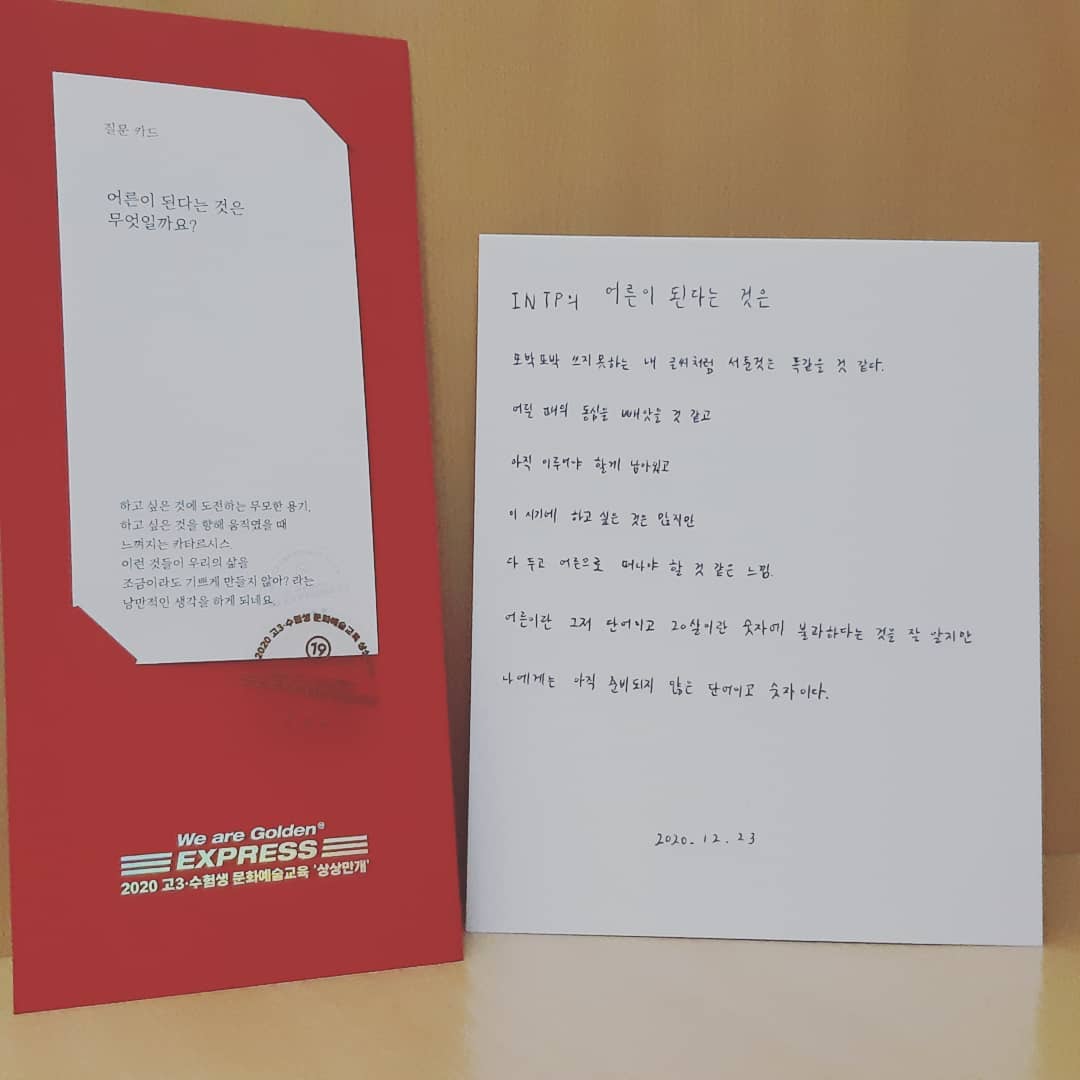 질문 카드
어른이 된다는 것은
무엇일까요?
하고 싶은 것에 도전하는 무모한 용기.
하고 싶은 것을 향해 움직였을 때
느껴지는 카타르시스.
이런 것들이 우리의 삶을
조금이라도 기쁘게 만들지 않아? 라는
낭만적인 생각을 하게 되네요.
2020 고3·수험생 문화예술교육 상상
19
We are Golden®
EXPRESS
2020 고3·수험생 문화예술교육 '상상만개'
INTP의 어른이 된다는 것은
또박또박 쓰지못하는 내 글씨처럼 서툰것는 똑같을 것 같다.
어릴 때의 동심을 빼앗을 것 같고
아직 이루어야 할게 남아있고
이 시기에 하고 싶은 것은 많지만
다 두고 어른으로 떠나야 할 것 같은 느낌.
어른이란 그저 단어이고 20살이란 숫자에 불과하다는 것을 잘 알지만
나에게는 아직 준비되지 않은 단어이고 숫자이다.
2020. 12. 23